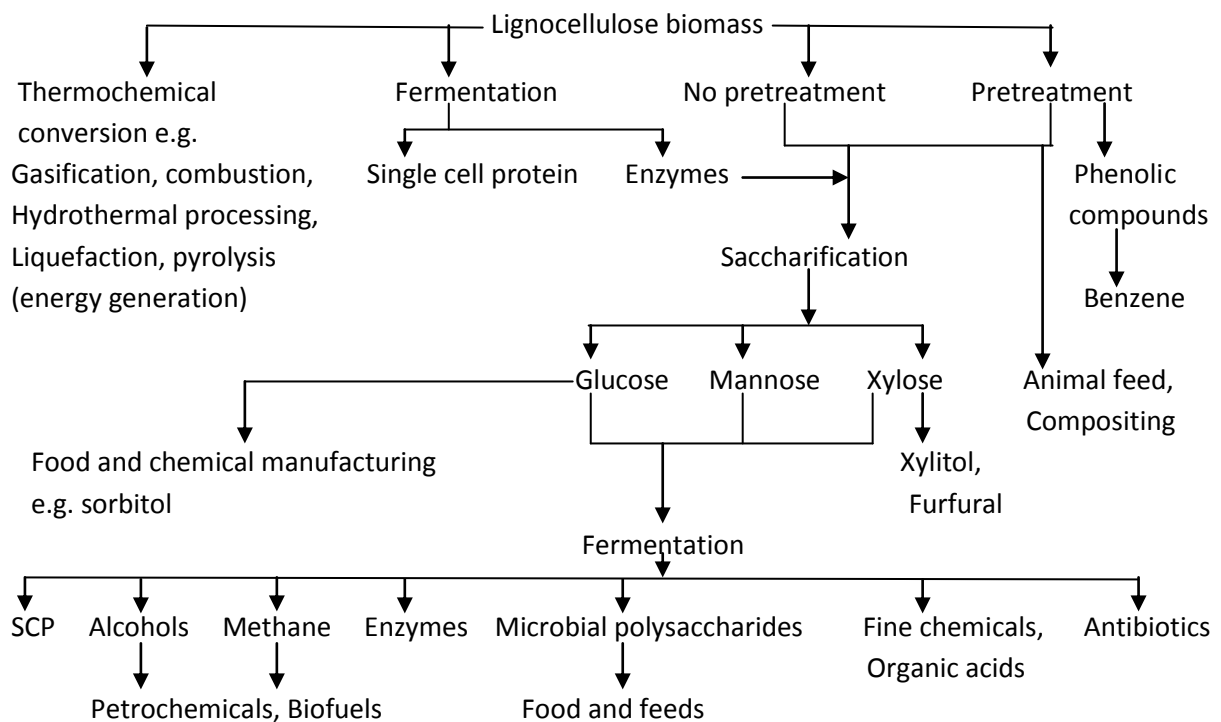 Lignocellulose biomass
Thermochemical
conversion e.g.
Gasification, combustion,
Hydrothermal processing,
Liquefaction, pyrolysis
(energy generation)
Fermentation
No pretreatment
Pretreatment
Single cell protein
Enzymes
Phenolic
compounds
Saccharification
Benzene
Glucose
Mannose
Xylose
Animal feed,
Compositing
Food and chemical manufacturing
e.g. sorbitol
Xylitol,
Furfural
Fermentation
SCP
Alcohols
Methane
Enzymes
Microbial polysaccharides
Fine chemicals,
Organic acids
Antibiotics
Petrochemicals, Biofuels
Food and feeds